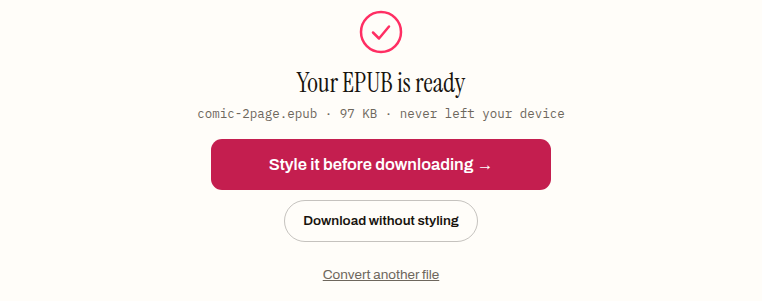 Your EPUB is ready
comic-2page.epub · 97 KB · never left your device
Style it before downloading →
Download without styling
Convert another file